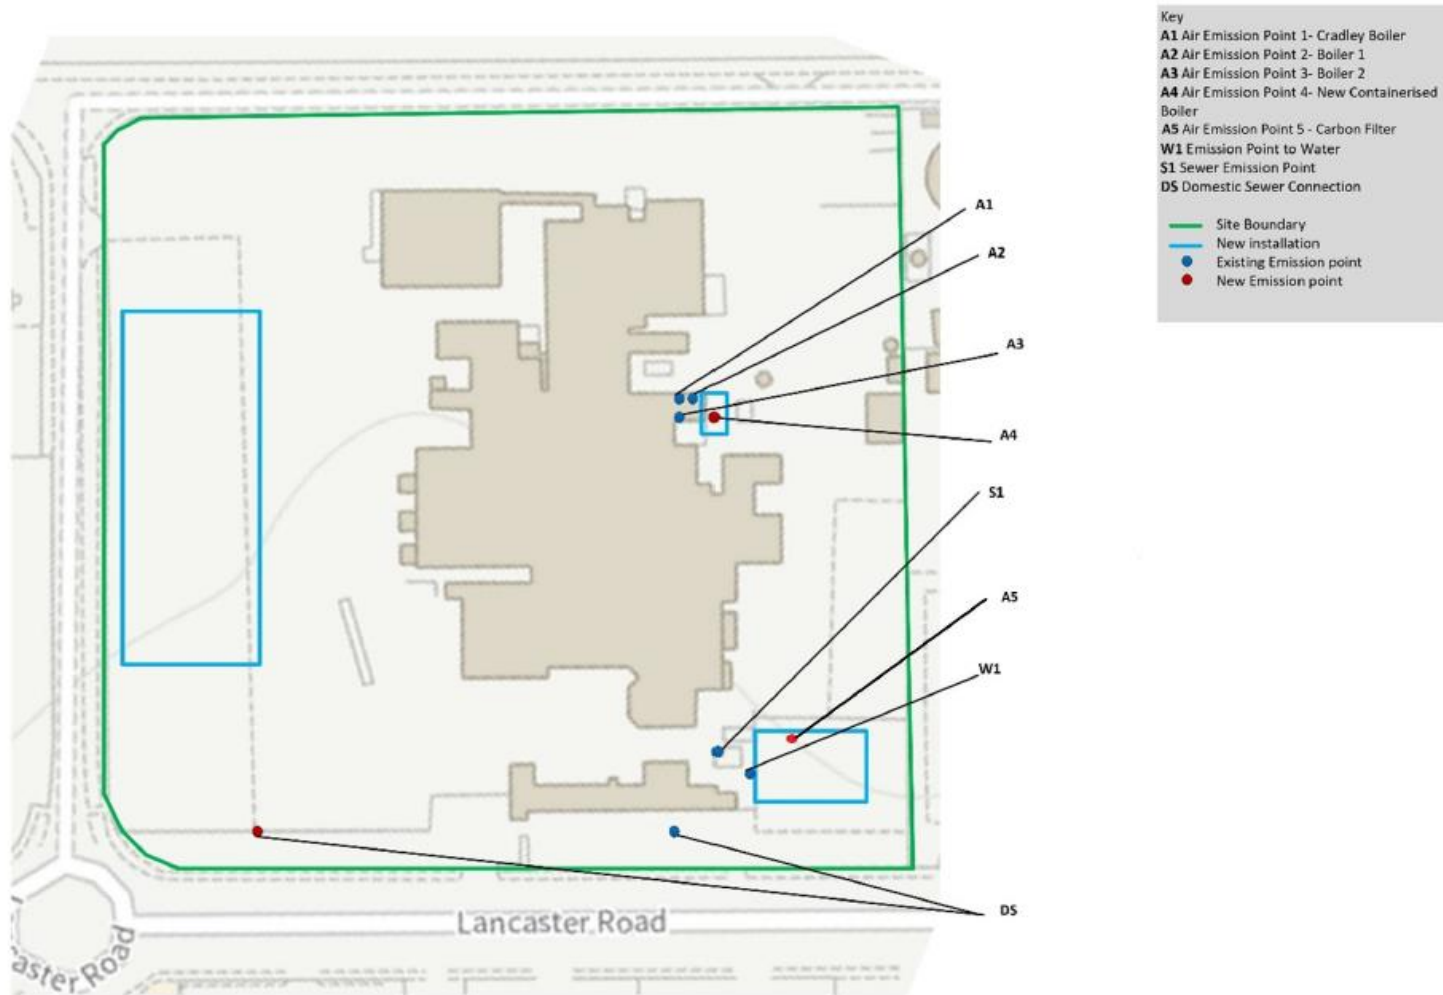 Key
A1 Air Emission Point 1- Cradley Boiler
A2 Air Emission Point 2- Boiler 1
A3 Air Emission Point 3- Boiler 2
A4 Air Emission Point 4- New Containerised
Boiler
A5 Air Emission Point 5 - Carbon Filter
W1 Emission Point to Water
S1 Sewer Emission Point
DS Domestic Sewer Connection
Site Boundary
New installation
Existing Emission point
New Emission point
A1
A2
A3
A4
S1
A5
W1
DS
Lancaster Road
caster Road